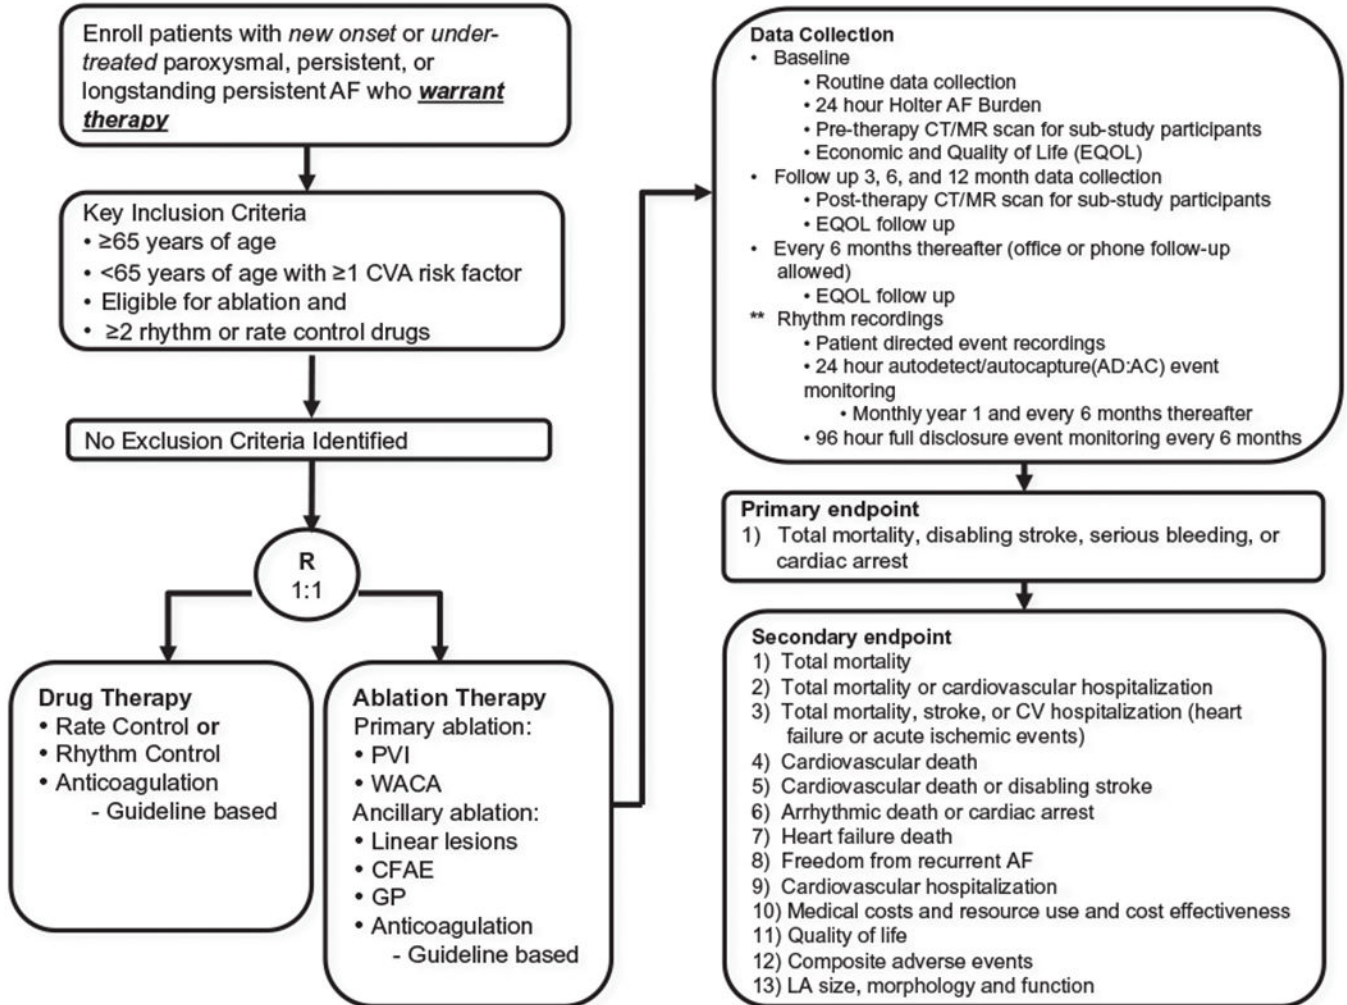 Enroll patients with new onset or under-
treated paroxysmal, persistent, or
longstanding persistent AF who warrant
therapy
Key Inclusion Criteria
• ≥65 years of age
• <65 years of age with ≥1 CVA risk factor
• Eligible for ablation and
• ≥2 rhythm or rate control drugs
No Exclusion Criteria Identified
R
1:1
Drug Therapy
• Rate Control or
• Rhythm Control
• Anticoagulation
- Guideline based
Ablation Therapy
Primary ablation:
• PVI
• WACA
Ancillary ablation:
• Linear lesions
• CFAE
• GP
• Anticoagulation
- Guideline based
Data Collection
• Baseline
• Routine data collection
• 24 hour Holter AF Burden
• Pre-therapy CT/MR scan for sub-study participants
• Economic and Quality of Life (EQOL)
• Follow up 3, 6, and 12 month data collection
• Post-therapy CT/MR scan for sub-study participants
• EQOL follow up
• Every 6 months thereafter (office or phone follow-up
allowed)
• EQOL follow up
** Rhythm recordings
• Patient directed event recordings
• 24 hour autodetect/autocapture(AD:AC) event
monitoring
• Monthly year 1 and every 6 months thereafter
• 96 hour full disclosure event monitoring every 6 months
Primary endpoint
1) Total mortality, disabling stroke, serious bleeding, or
cardiac arrest
Secondary endpoint
1) Total mortality
2) Total mortality or cardiovascular hospitalization
3) Total mortality, stroke, or CV hospitalization (heart
failure or acute ischemic events)
4) Cardiovascular death
5) Cardiovascular death or disabling stroke
6) Arrhythmic death or cardiac arrest
7) Heart failure death
8) Freedom from recurrent AF
9) Cardiovascular hospitalization
10) Medical costs and resource use and cost effectiveness
11) Quality of life
12) Composite adverse events
13) LA size, morphology and function